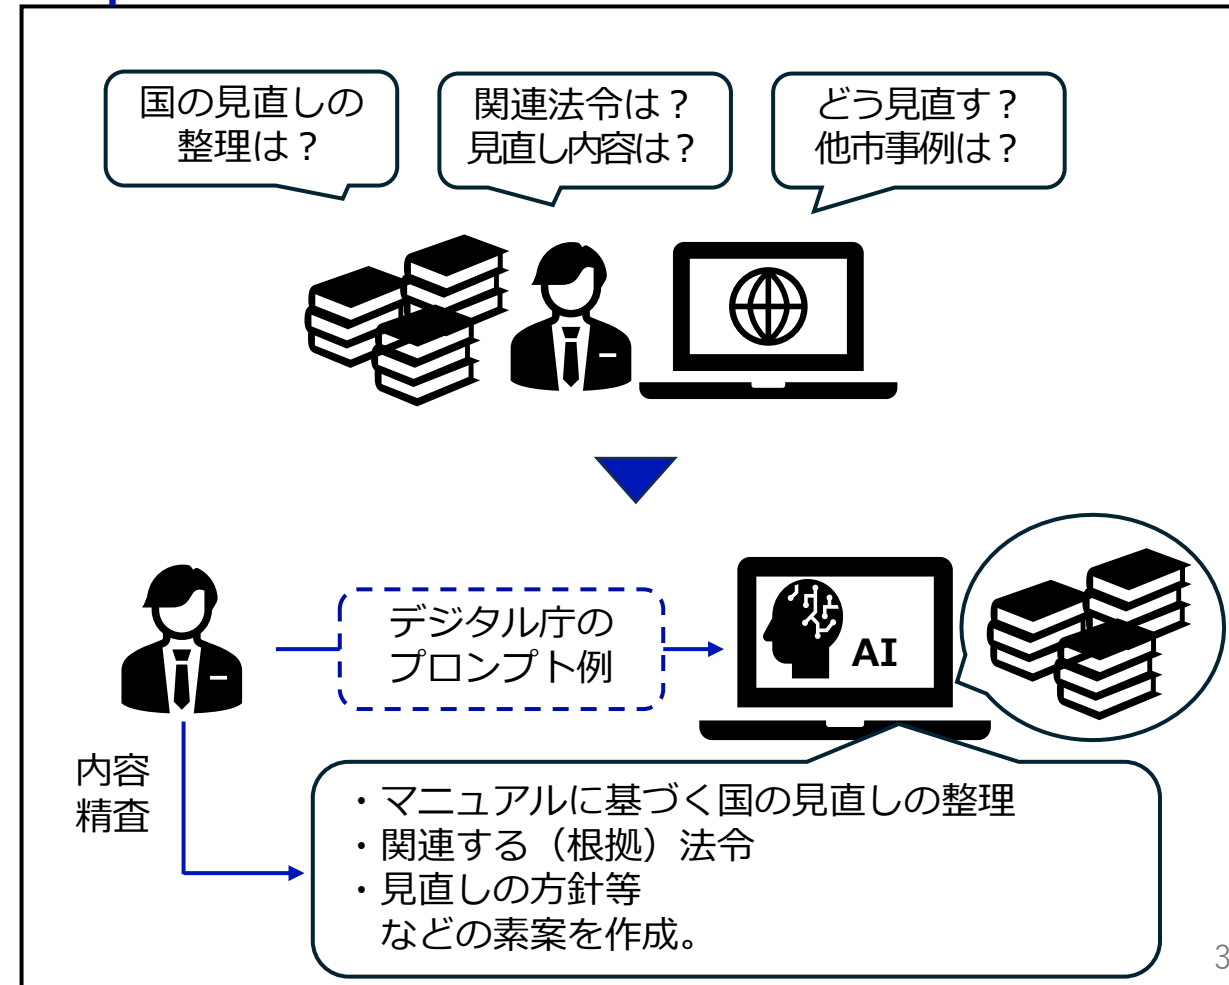 国の見直しの
整理は？
関連法令は？
見直し内容は？
どう見直す？
他市事例は？
デジタル庁の
プロンプト例
AI
内容
精査
・マニュアルに基づく国の見直しの整理
・関連する（根拠）法令
・見直しの方針等
などの素案を作成。
3